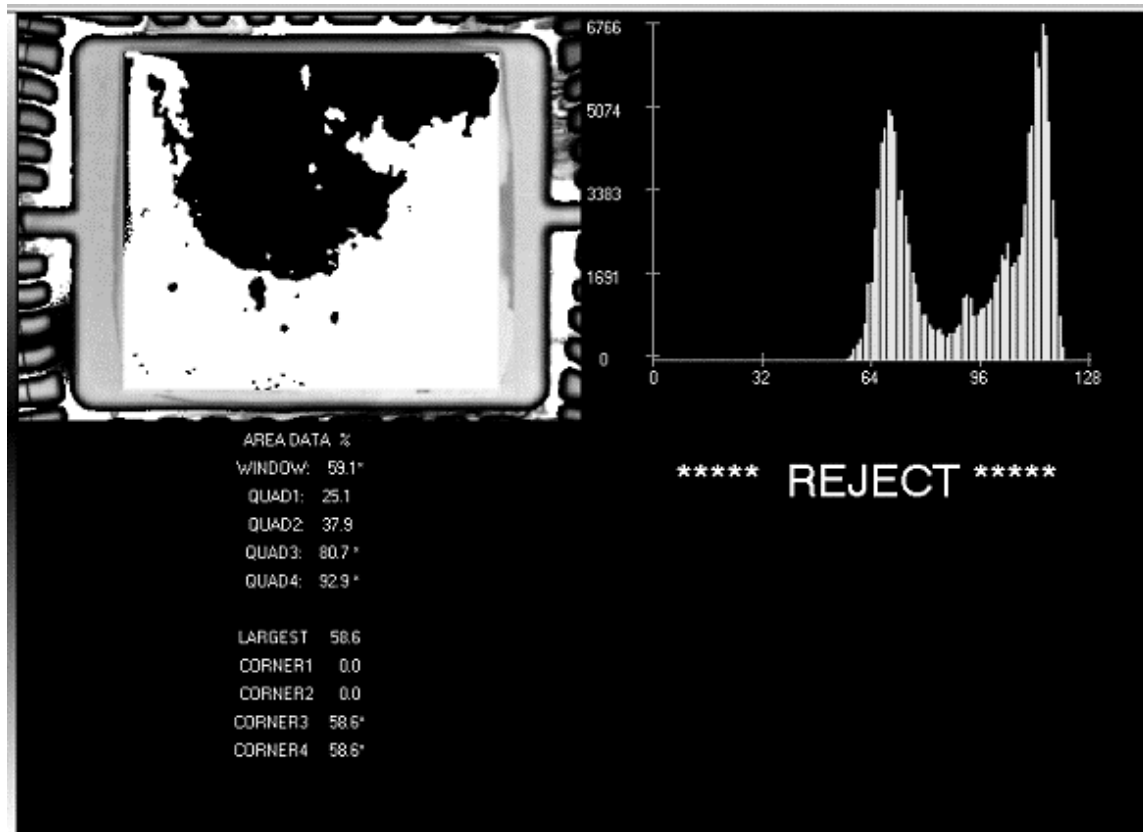 6766
5074
3383
1691
0
0 32 64 96 128
AREA DATA %
WINDOW: 59.1*
QUAD1: 25.1
QUAD2: 37.9
QUAD3: 80.7 *
QUAD4: 92.9 *
LARGEST 58.6
CORNER1 0.0
CORNER2 0.0
CORNER3 58.6*
CORNER4 58.6*
***** REJECT *****